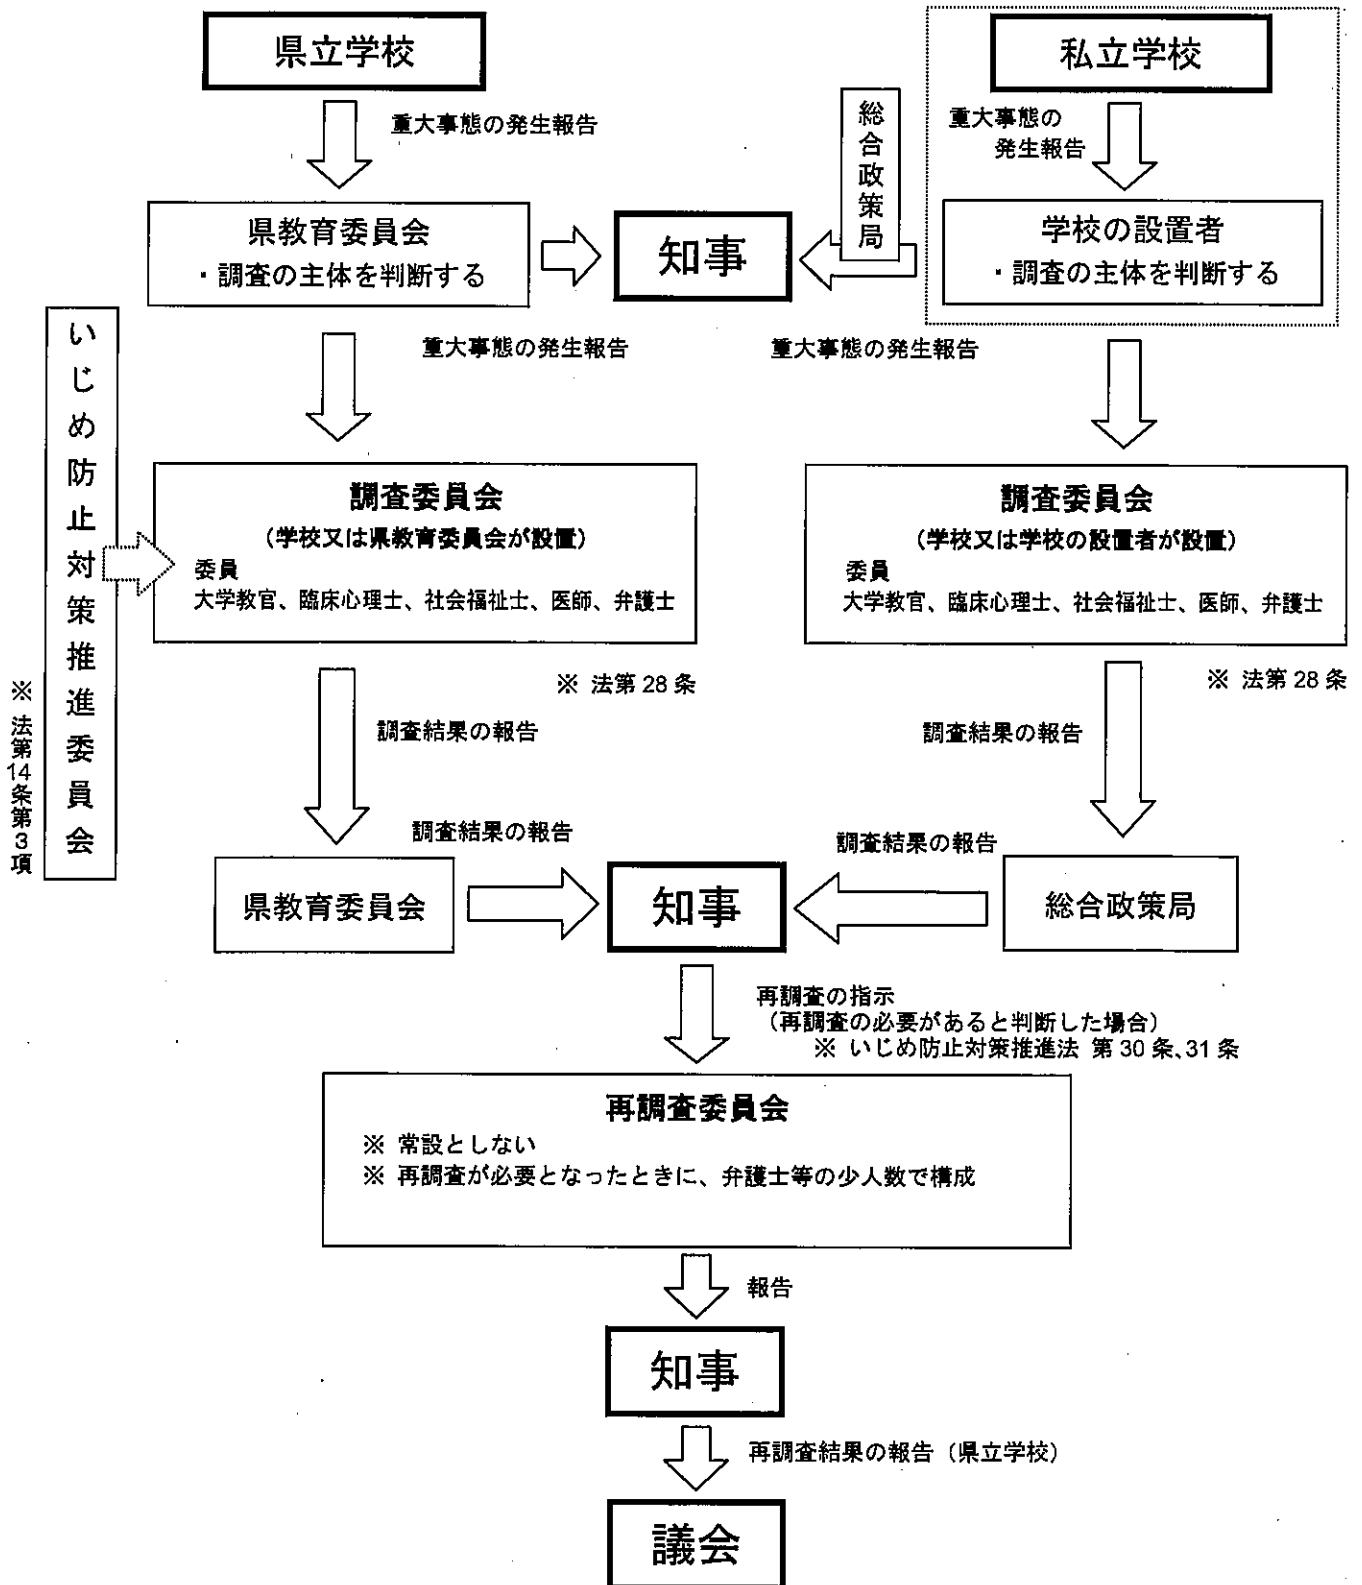 県立学校
私立学校
重大事態の発生報告
総合政策局
重大事態の
発生報告
県教育委員会
・調査の主体を判断する
知事
学校の設置者
・調査の主体を判断する
重大事態の発生報告
重大事態の発生報告
いじめ防止対策推進委員会
※ 法第14条第3項
調査委員会
(学校又は県教育委員会が設置)
委員
大学教官、臨床心理士、社会福祉士、医師、弁護士
※ 法第 28 条
調査委員会
(学校又は学校の設置者が設置)
委員
大学教官、臨床心理士、社会福祉士、医師、弁護士
※ 法第 28 条
調査結果の報告
調査結果の報告
調査結果の報告
調査結果の報告
県教育委員会
知事
総合政策局
再調査の指示
(再調査の必要があると判断した場合)
※ いじめ防止対策推進法 第 30 条、31 条
再調査委員会
※ 常設としない
※ 再調査が必要となったときに、弁護士等の少人数で構成
報告
知事
再調査結果の報告（県立学校）
議会